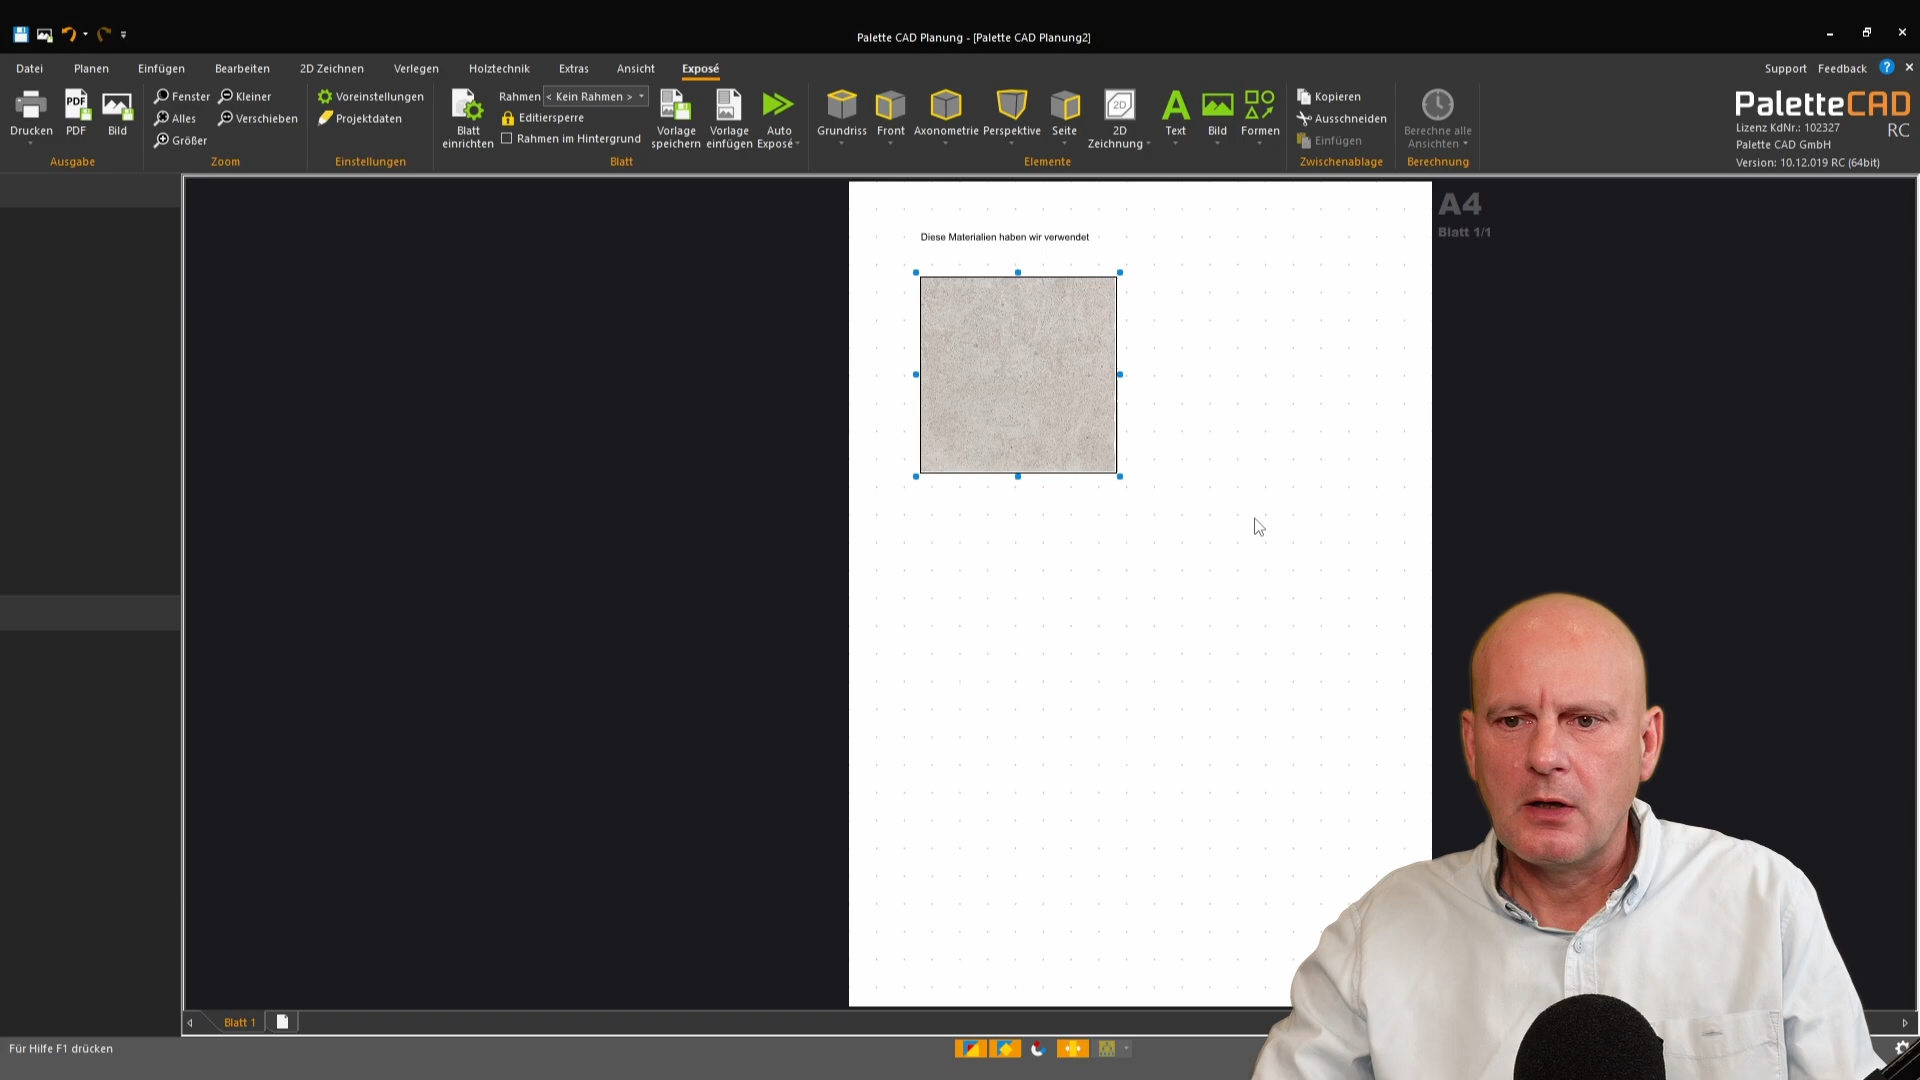 Palette CAD Planung - [Palette CAD Planung2]
Datei Planen Einfügen Bearbeiten 2D Zeichnen Verlegen Holztechnik Extras Ansicht Exposé Support Feedback ?
Drucken PDF Bild
Ausgabe
Fenster Kleiner
Alles Verschieben
Größer
Zoom
Voreinstellungen
Projektdaten
Einstellungen
Blatt einrichten
Rahmen < Kein Rahmen >
Editiersperre
Rahmen im Hintergrund
Vorlage speichern
Vorlage einfügen
Auto Exposé
Blatt
Grundriss Front Axonometrie Perspektive Seite 2D Zeichnung Text Bild Formen
Elemente
Kopieren
Ausschneiden
Einfügen
Zwischenablage
Berechne alle Ansichten
Berechnung
PaletteCAD
RC
Lizenz KdNr.: 102327
Palette CAD GmbH
Version: 10.12.019 RC (64bit)
A4
Blatt 1/1
Diese Materialien haben wir verwendet
Blatt 1
Für Hilfe F1 drücken